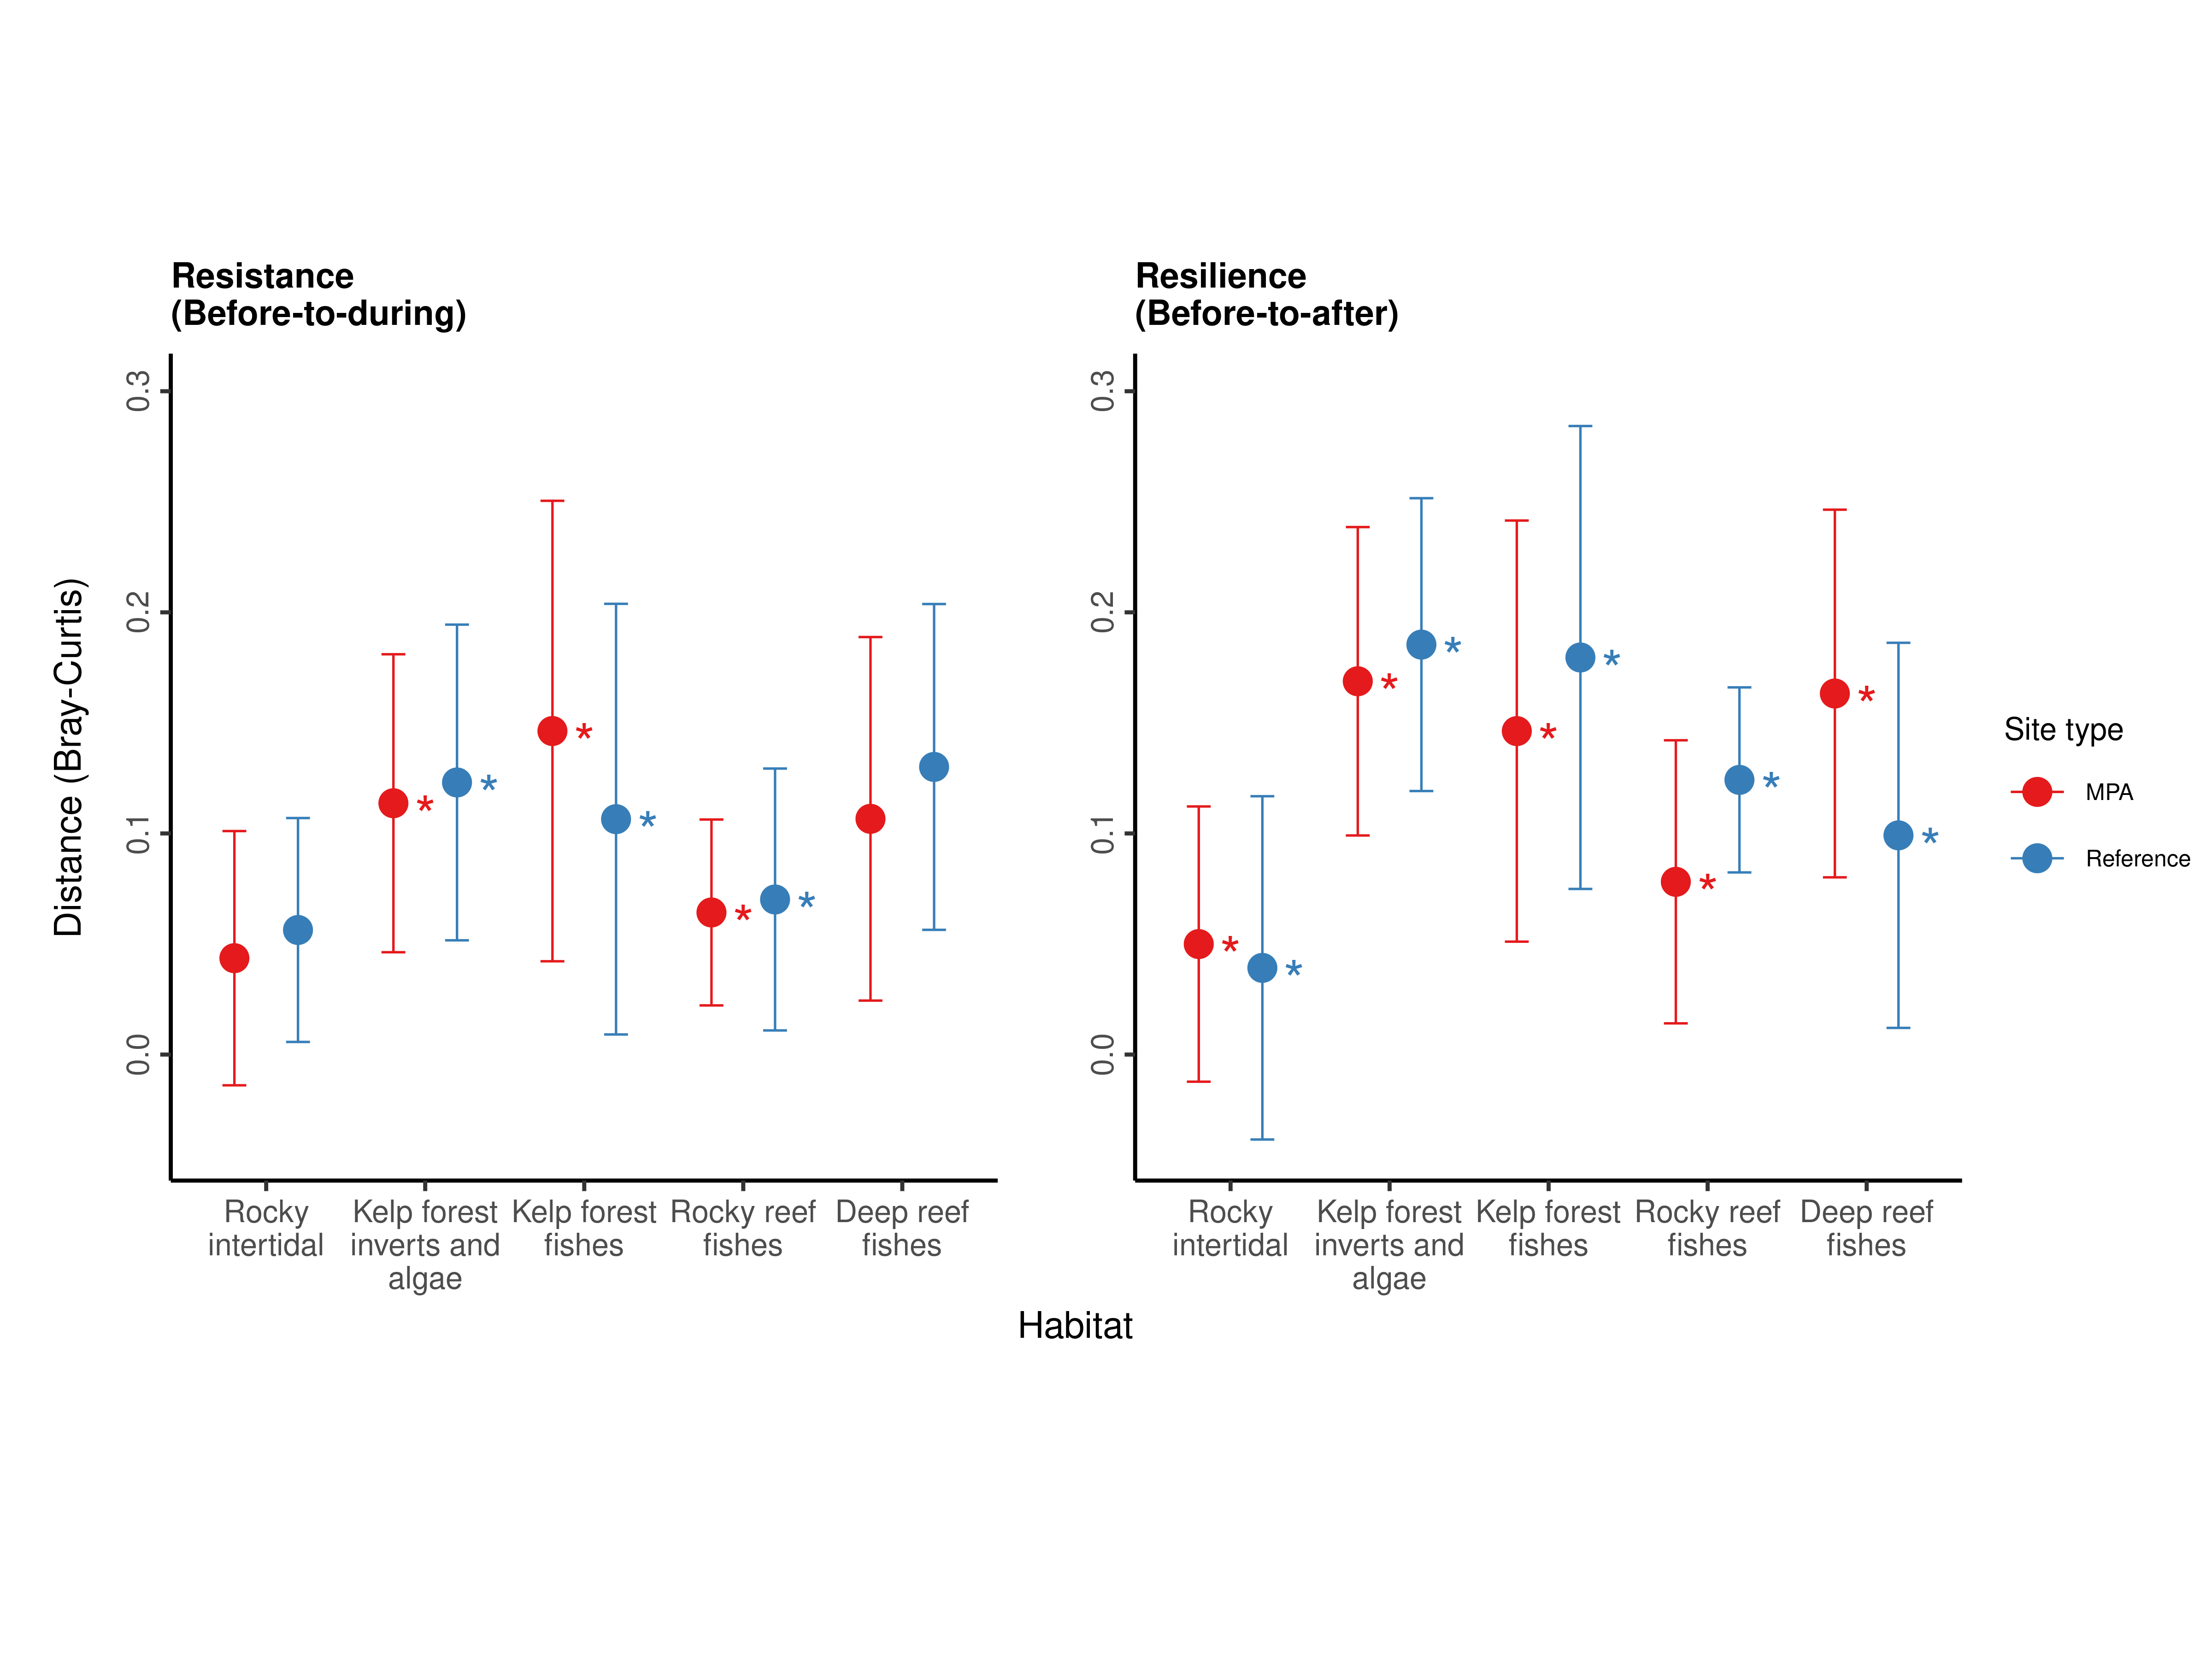 Resistance
(Before-to-during)
Resilience
(Before-to-after)
Distance (Bray-Curtis)
0.3
0.2
0.1
0.0
* * * * * *
Rocky
intertidal
Kelp forest
inverts and
algae
Kelp forest
fishes
Rocky reef
fishes
Deep reef
fishes
0.3
0.2
0.1
0.0
* * * * * * * * * *
Rocky
intertidal
Kelp forest
inverts and
algae
Kelp forest
fishes
Rocky reef
fishes
Deep reef
fishes
Habitat
Site type
MPA
Reference